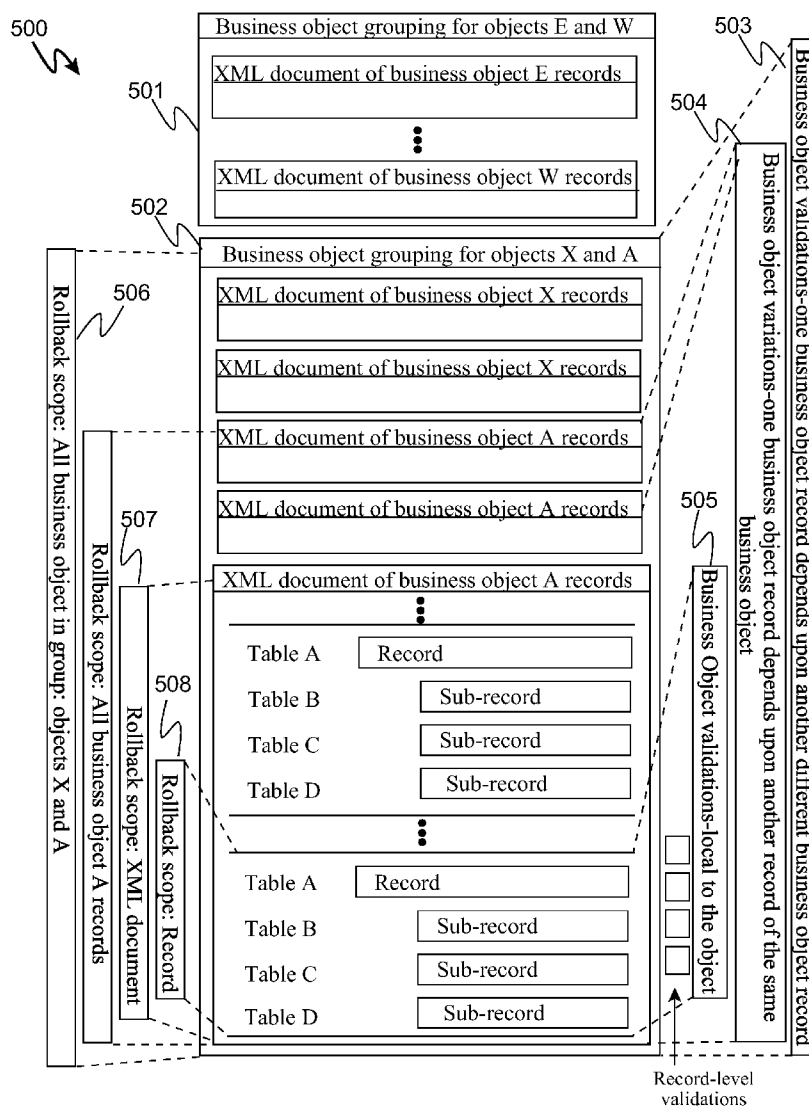 500
Business object grouping for objects E and W
503
XML document of business object E records
501
504
XML document of business object W records
502
Business object grouping for objects X and A
506
XML document of business object X records
XML document of business object X records
XML document of business object A records
XML document of business object A records
507
505
XML document of business object A records
508
Table A
Record
Table B
Sub-record
Table C
Sub-record
Table D
Sub-record
Table A
Record
Table B
Sub-record
Table C
Sub-record
Table D
Sub-record
Rollback scope: All business object in group: objects X and A
Rollback scope: All business object A records
Rollback scope: XML document
Rollback scope: Record
Business Object validations-local to the object
Business object variations-one business object record depends upon another record of the same
business object
Business object validations-one business object record depends upon another different business object record
Record-level
validations